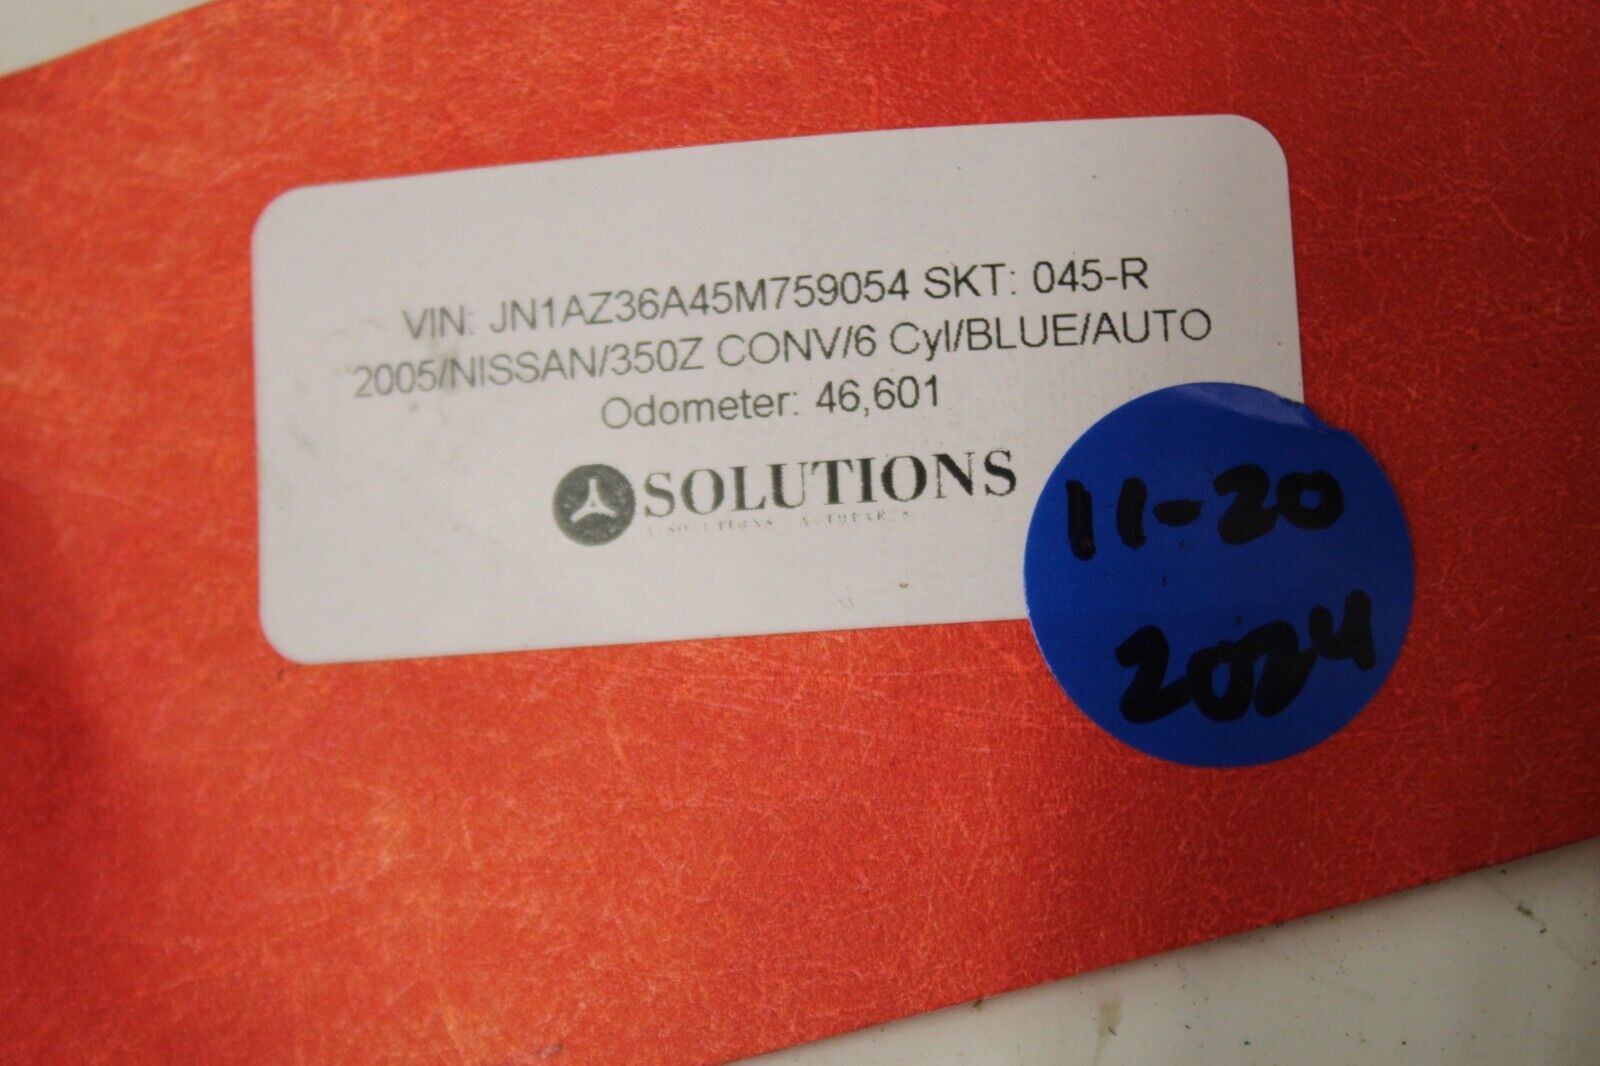 VIN: JN1AZ36A45M759054 SKT: 045-R
2005/NISSAN/350Z CONV/6 Cyl/BLUE/AUTO
Odometer: 46,601
SOLUTIONS
11-20
2024